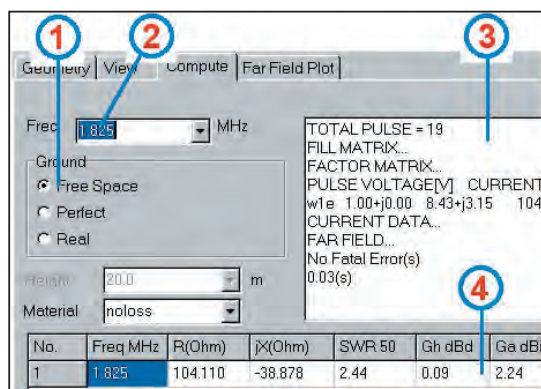 1 2 3
Geometry View Compute Far Field Plot
Freq 1.825 MHz
Ground
Free Space
Perfect
Real
Height 20.0 m
Material noloss
TOTAL PULSE = 19
FILL MATRIX...
FACTOR MATRIX...
PULSE VOLTAGE[V] CURRENT
w1e 1.00+j0.00 8.43+j3.15 104
CURRENT DATA...
FAR FIELD...
No Fatal Error(s)
0.03(s)
4
No. Freq MHz R(Ohm) jX(Ohm) SWR 50 Gh dBd Ga dBi
1 1.825 104.110 -38.878 2.44 0.09 2.24